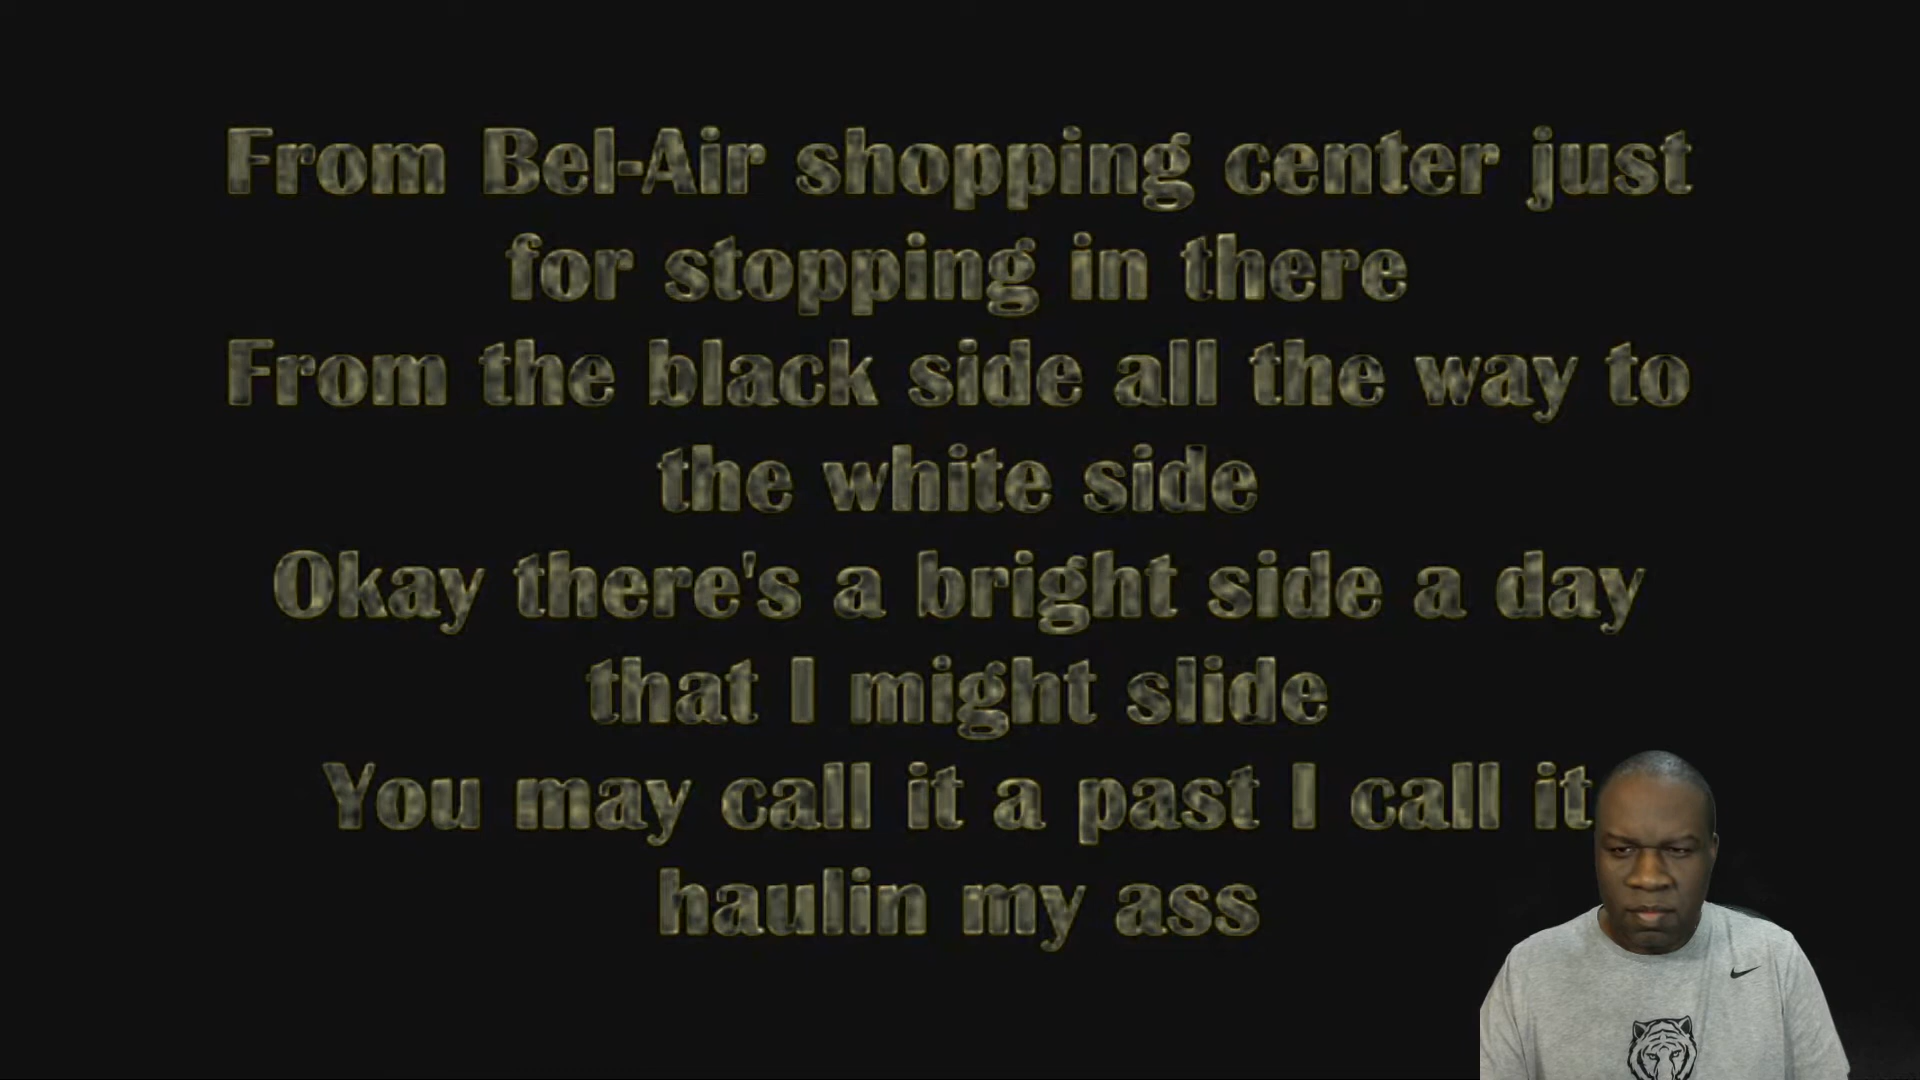 From Bel-Air shopping center just
for stopping in there
From the black side all the way to
the white side
Okay there's a bright side a day
that I might slide
You may call it a past I call it
haulin my ass